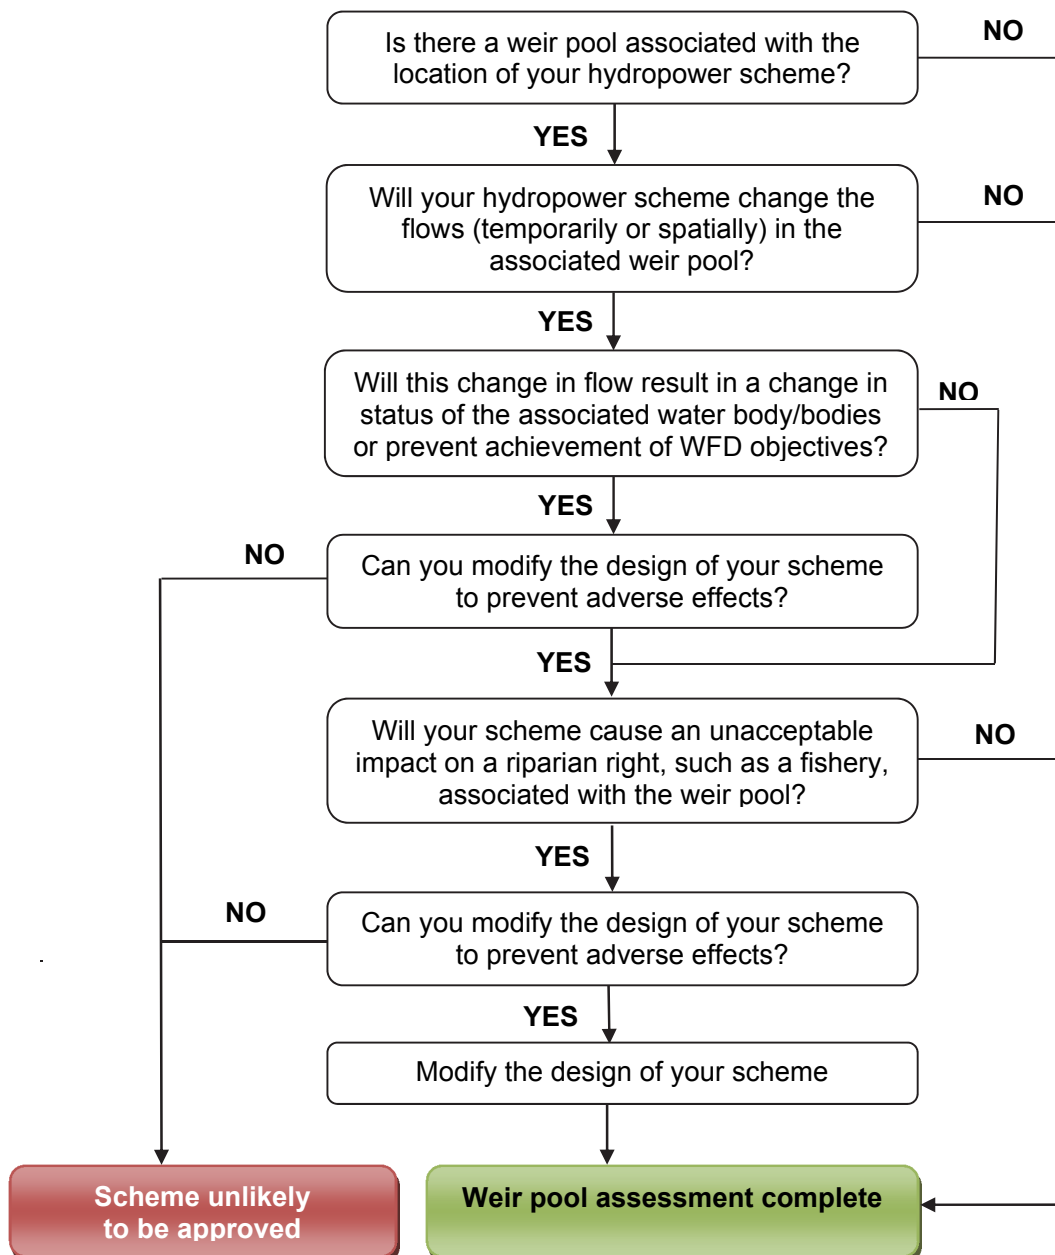 Is there a weir pool associated with the
location of your hydropower scheme?
NO
YES
Will your hydropower scheme change the
flows (temporarily or spatially) in the
associated weir pool?
NO
YES
Will this change in flow result in a change in
status of the associated water body/bodies
or prevent achievement of WFD objectives?
NO
YES
NO
Can you modify the design of your scheme
to prevent adverse effects?
YES
Will your scheme cause an unacceptable
impact on a riparian right, such as a fishery,
associated with the weir pool?
NO
YES
NO
Can you modify the design of your scheme
to prevent adverse effects?
YES
Modify the design of your scheme
Scheme unlikely
to be approved
Weir pool assessment complete